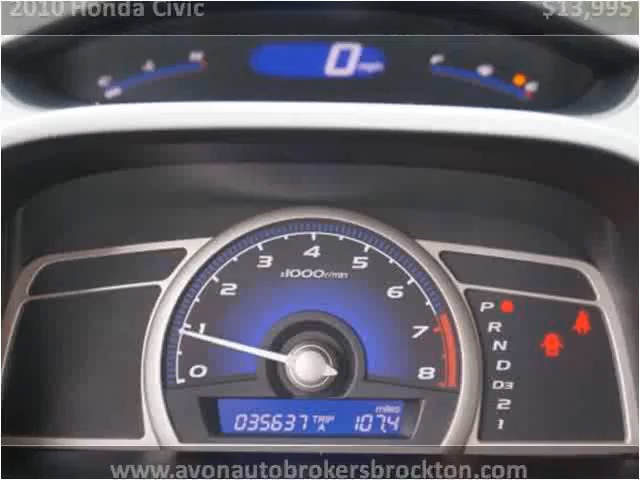 2010 Honda Civic $13,995
0 mph
C H F E
4
3 5
x1000r/min
2 6
1 7
0 8
P
R
N
D
D3
2
1
miles
035637 TRIP A 107.4
www.avonautobrokersbrockton.com